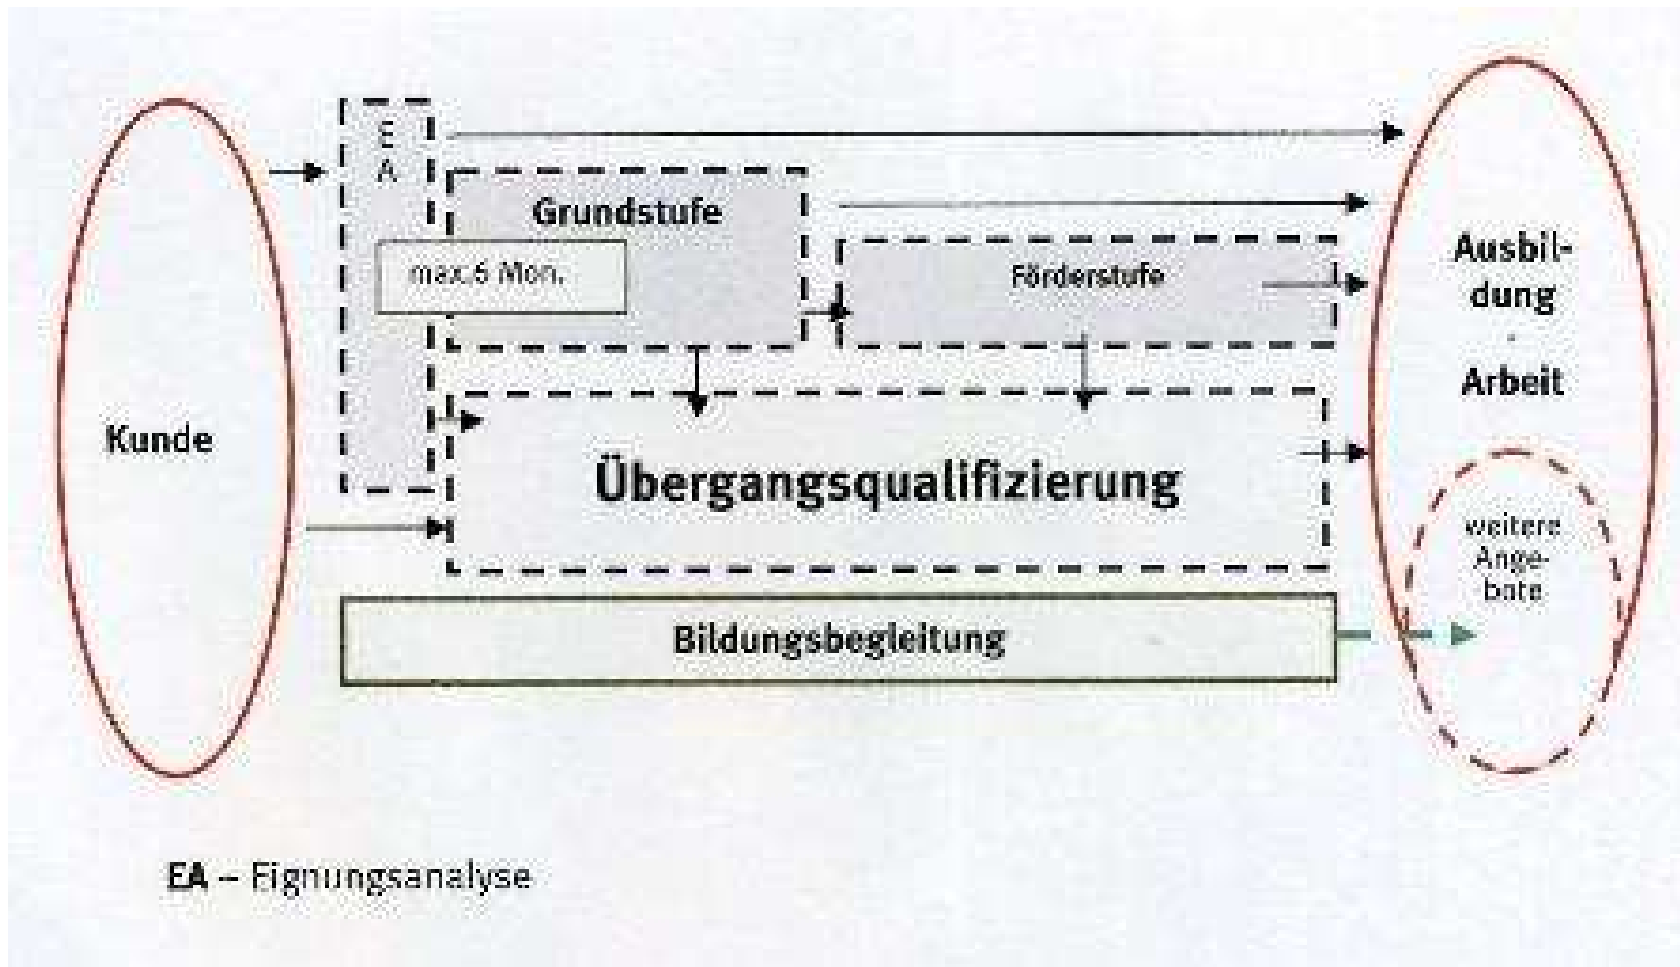 E
A
Grundstufe
max.6 Mon.
Förderstufe
Ausbil-
dung
Arbeit
Kunde
Übergangsqualifizierung
weitere
Ange-
bote
Bildungsbegleitung
EA – Eignungsanalyse